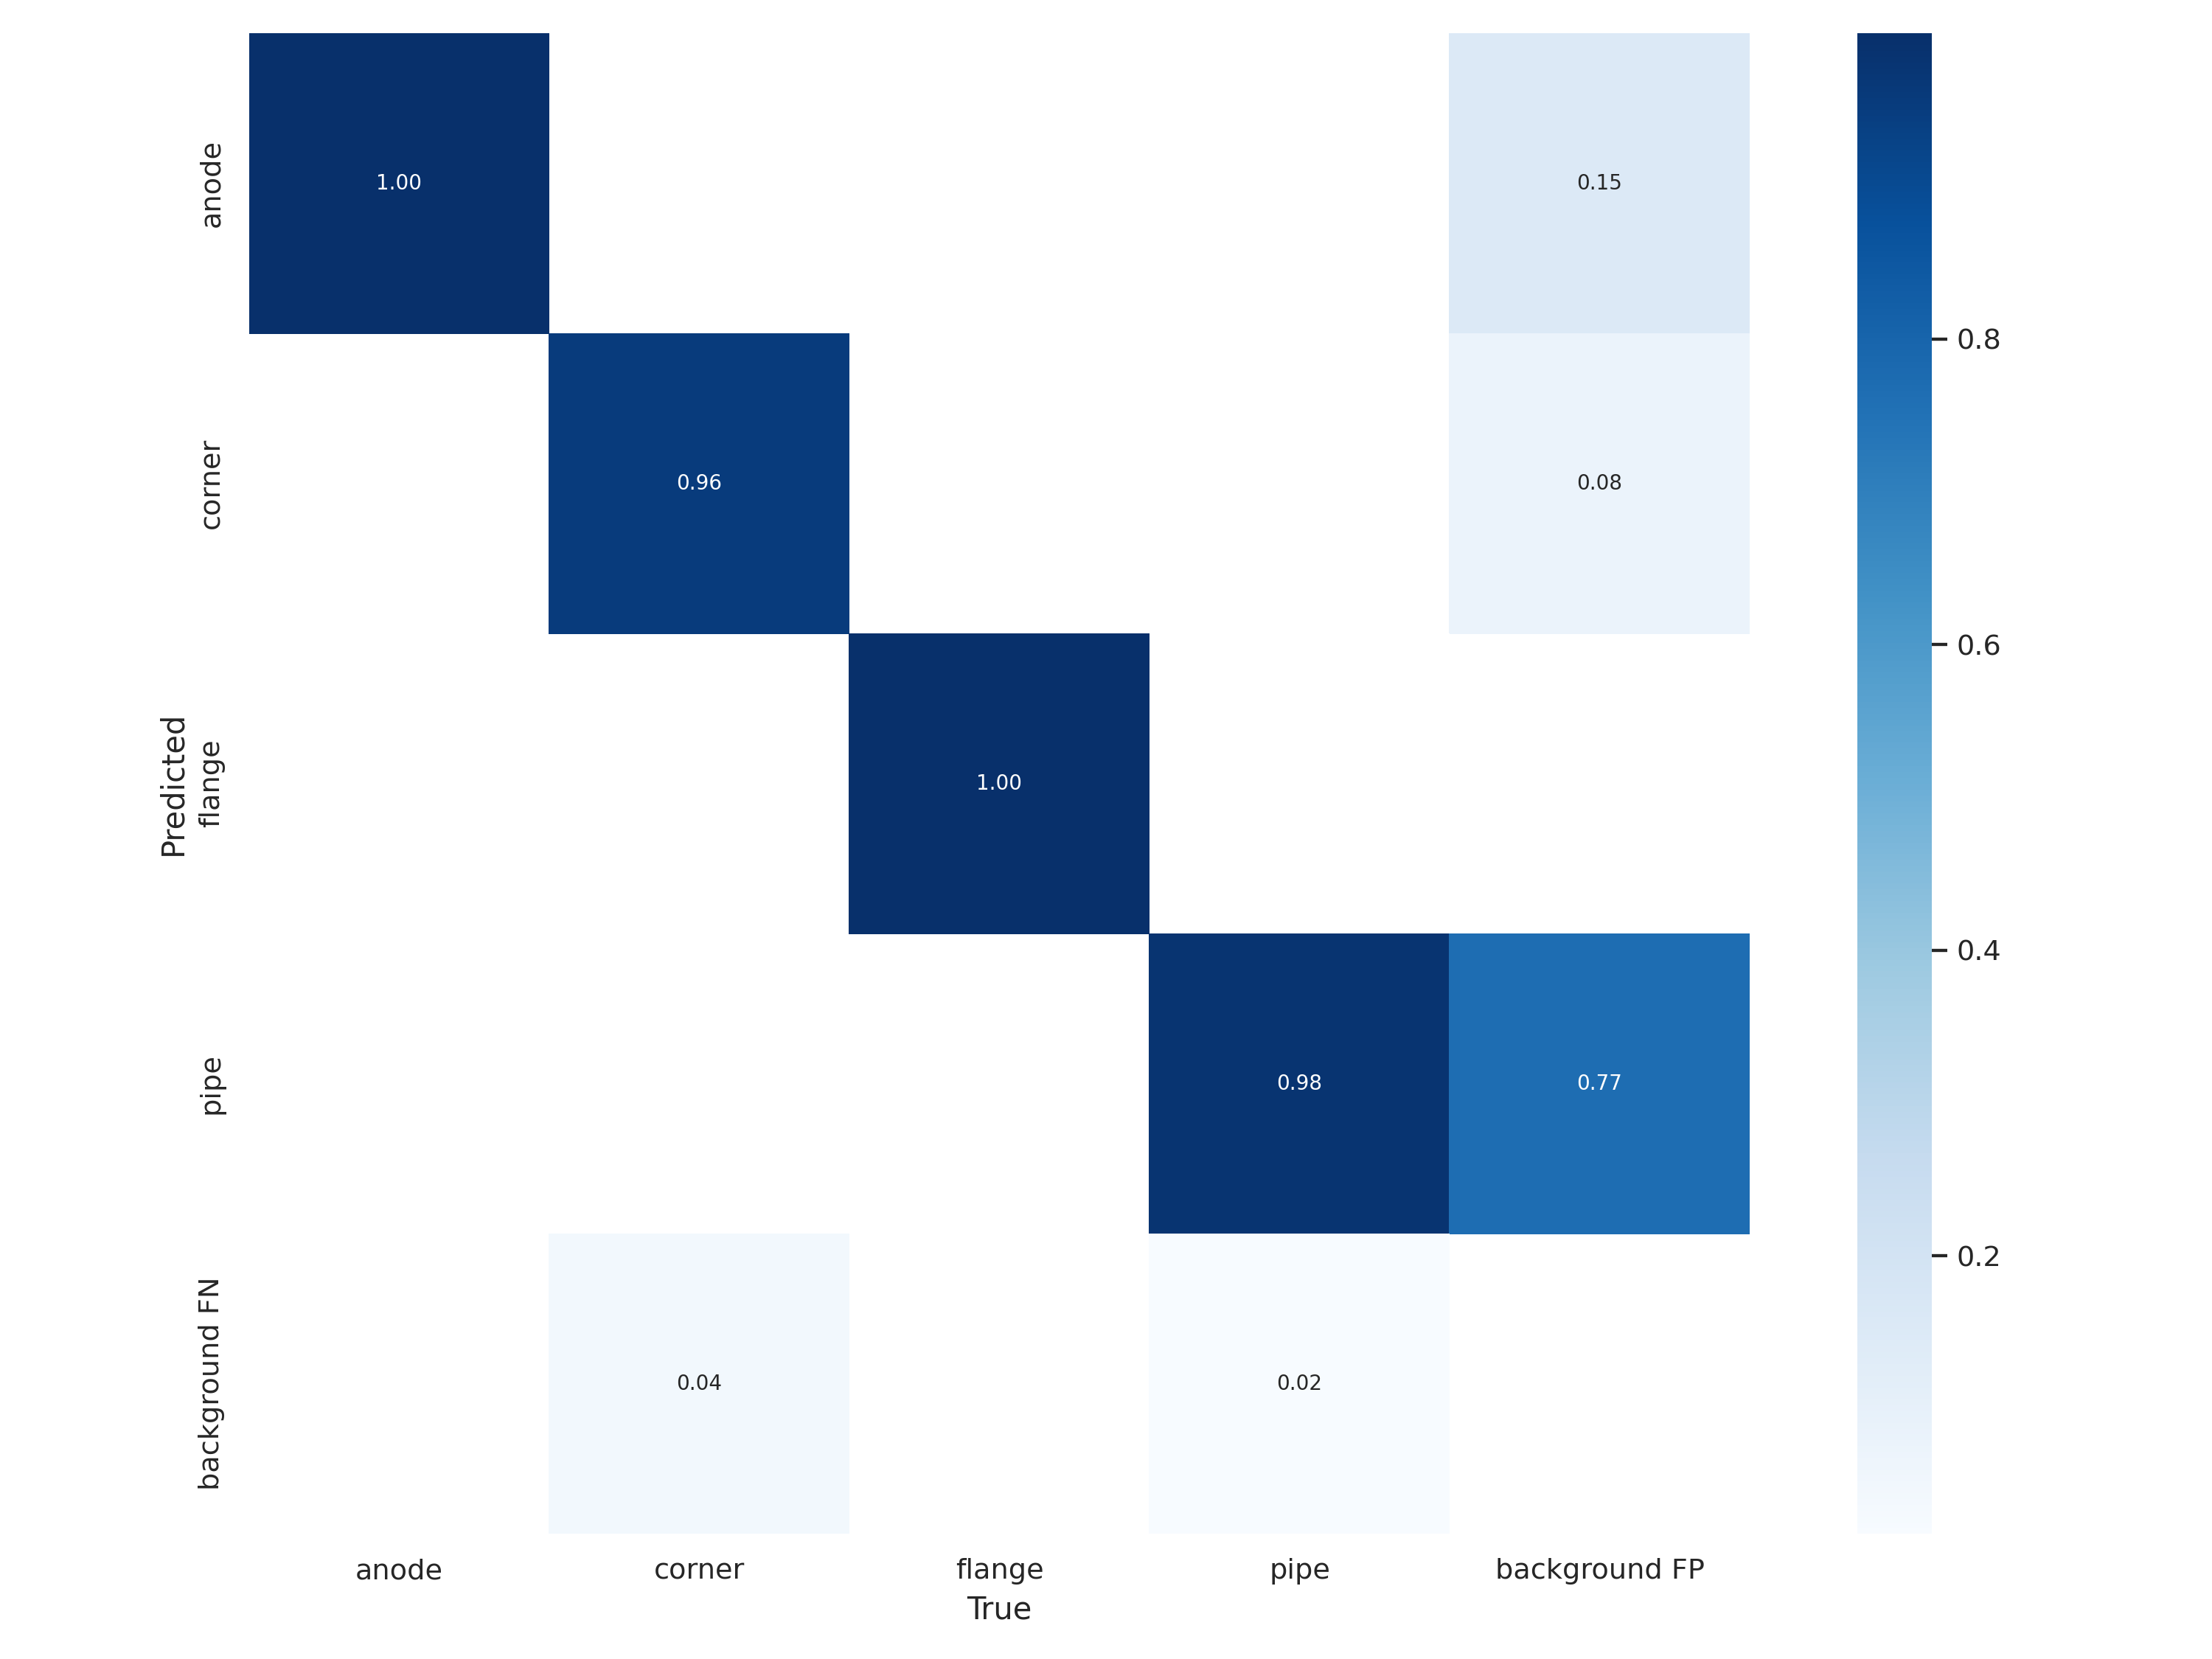 anode
1.00
0.15
corner
0.96
0.08
0.8
Predicted
flange
1.00
0.6
pipe
0.98
0.77
0.4
background FN
0.04
0.02
0.2
anode
corner
flange
pipe
background FP
True